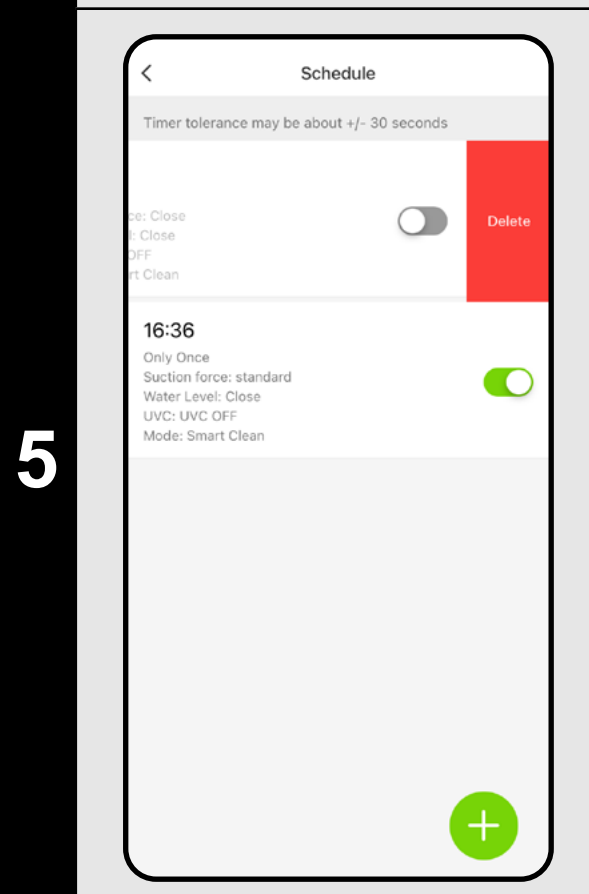 Schedule
Timer tolerance may be about +/- 30 seconds
ce: Close
l: Close
OFF
rt Clean
Delete
16:36
Only Once
Suction force: standard
Water Level: Close
UVC: UVC OFF
Mode: Smart Clean
5